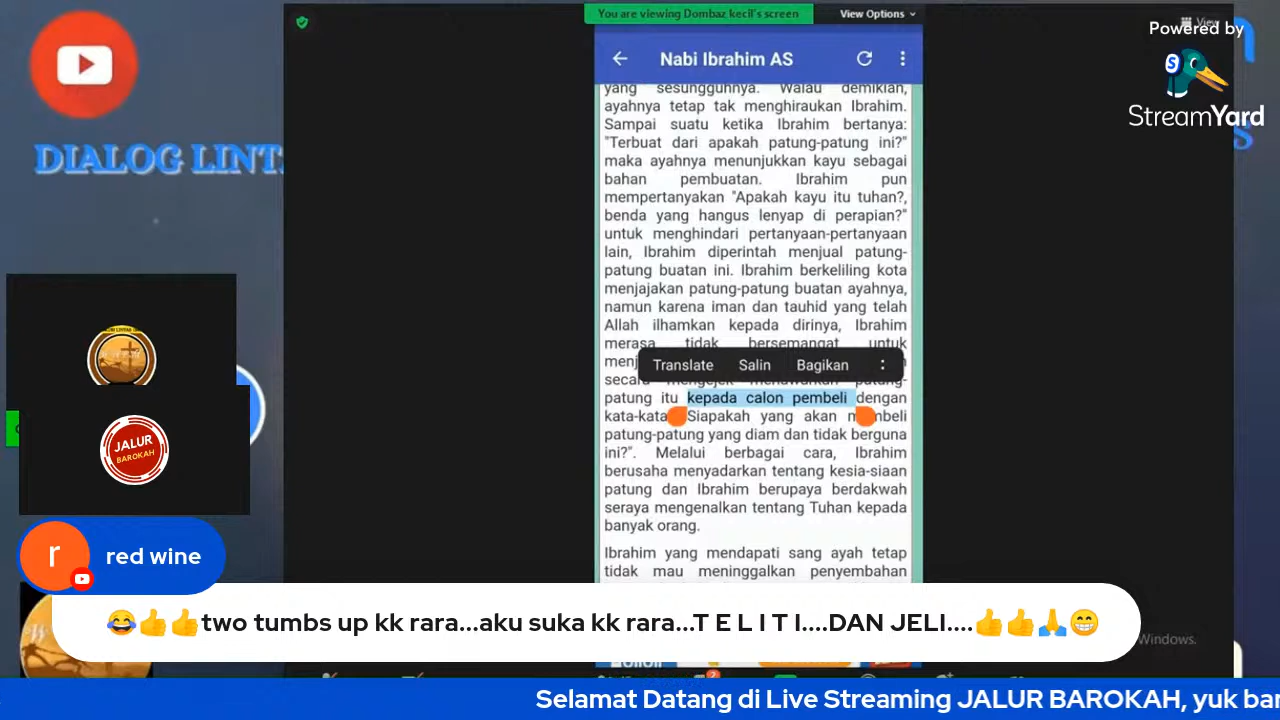 You are viewing Dombaz kecil's screen
View Options
View
Powered by
StreamYard
DIALOG LINT
Nabi Ibrahim AS
yang sesungguhnya. Walau demikian,
ayahnya tetap tak menghiraukan Ibrahim.
Sampai suatu ketika Ibrahim bertanya:
"Terbuat dari apakah patung-patung ini?"
maka ayahnya menunjukkan kayu sebagai
bahan pembuatan. Ibrahim pun
mempertanyakan "Apakah kayu itu tuhan?,
benda yang hangus lenyap di perapian?"
untuk menghindari pertanyaan-pertanyaan
lain, Ibrahim diperintah menjual patung-
patung buatan ini. Ibrahim berkeliling kota
menjajakan patung-patung buatan ayahnya,
namun karena iman dan tauhid yang telah
Allah ilhamkan kepada dirinya, Ibrahim
merasa tidak bersemangat untuk
Translate Salin Bagikan
patung itu kepada calon pembeli dengan
kata-kata Siapakah yang akan membeli
patung-patung yang diam dan tidak berguna
ini?". Melalui berbagai cara, Ibrahim
berusaha menyadarkan tentang kesia-siaan
patung dan Ibrahim berupaya berdakwah
seraya mengenalkan tentang Tuhan kepada
banyak orang.
Ibrahim yang mendapati sang ayah tetap
tidak mau meninggalkan penyembahan
JALUR
BAROKAH
r
red wine
😂👍👍two tumbs up kk rara...aku suka kk rara...T E L I T I....DAN JELI....👍👍🙏😁
Windows.
Selamat Datang di Live Streaming JALUR BAROKAH, yuk bar